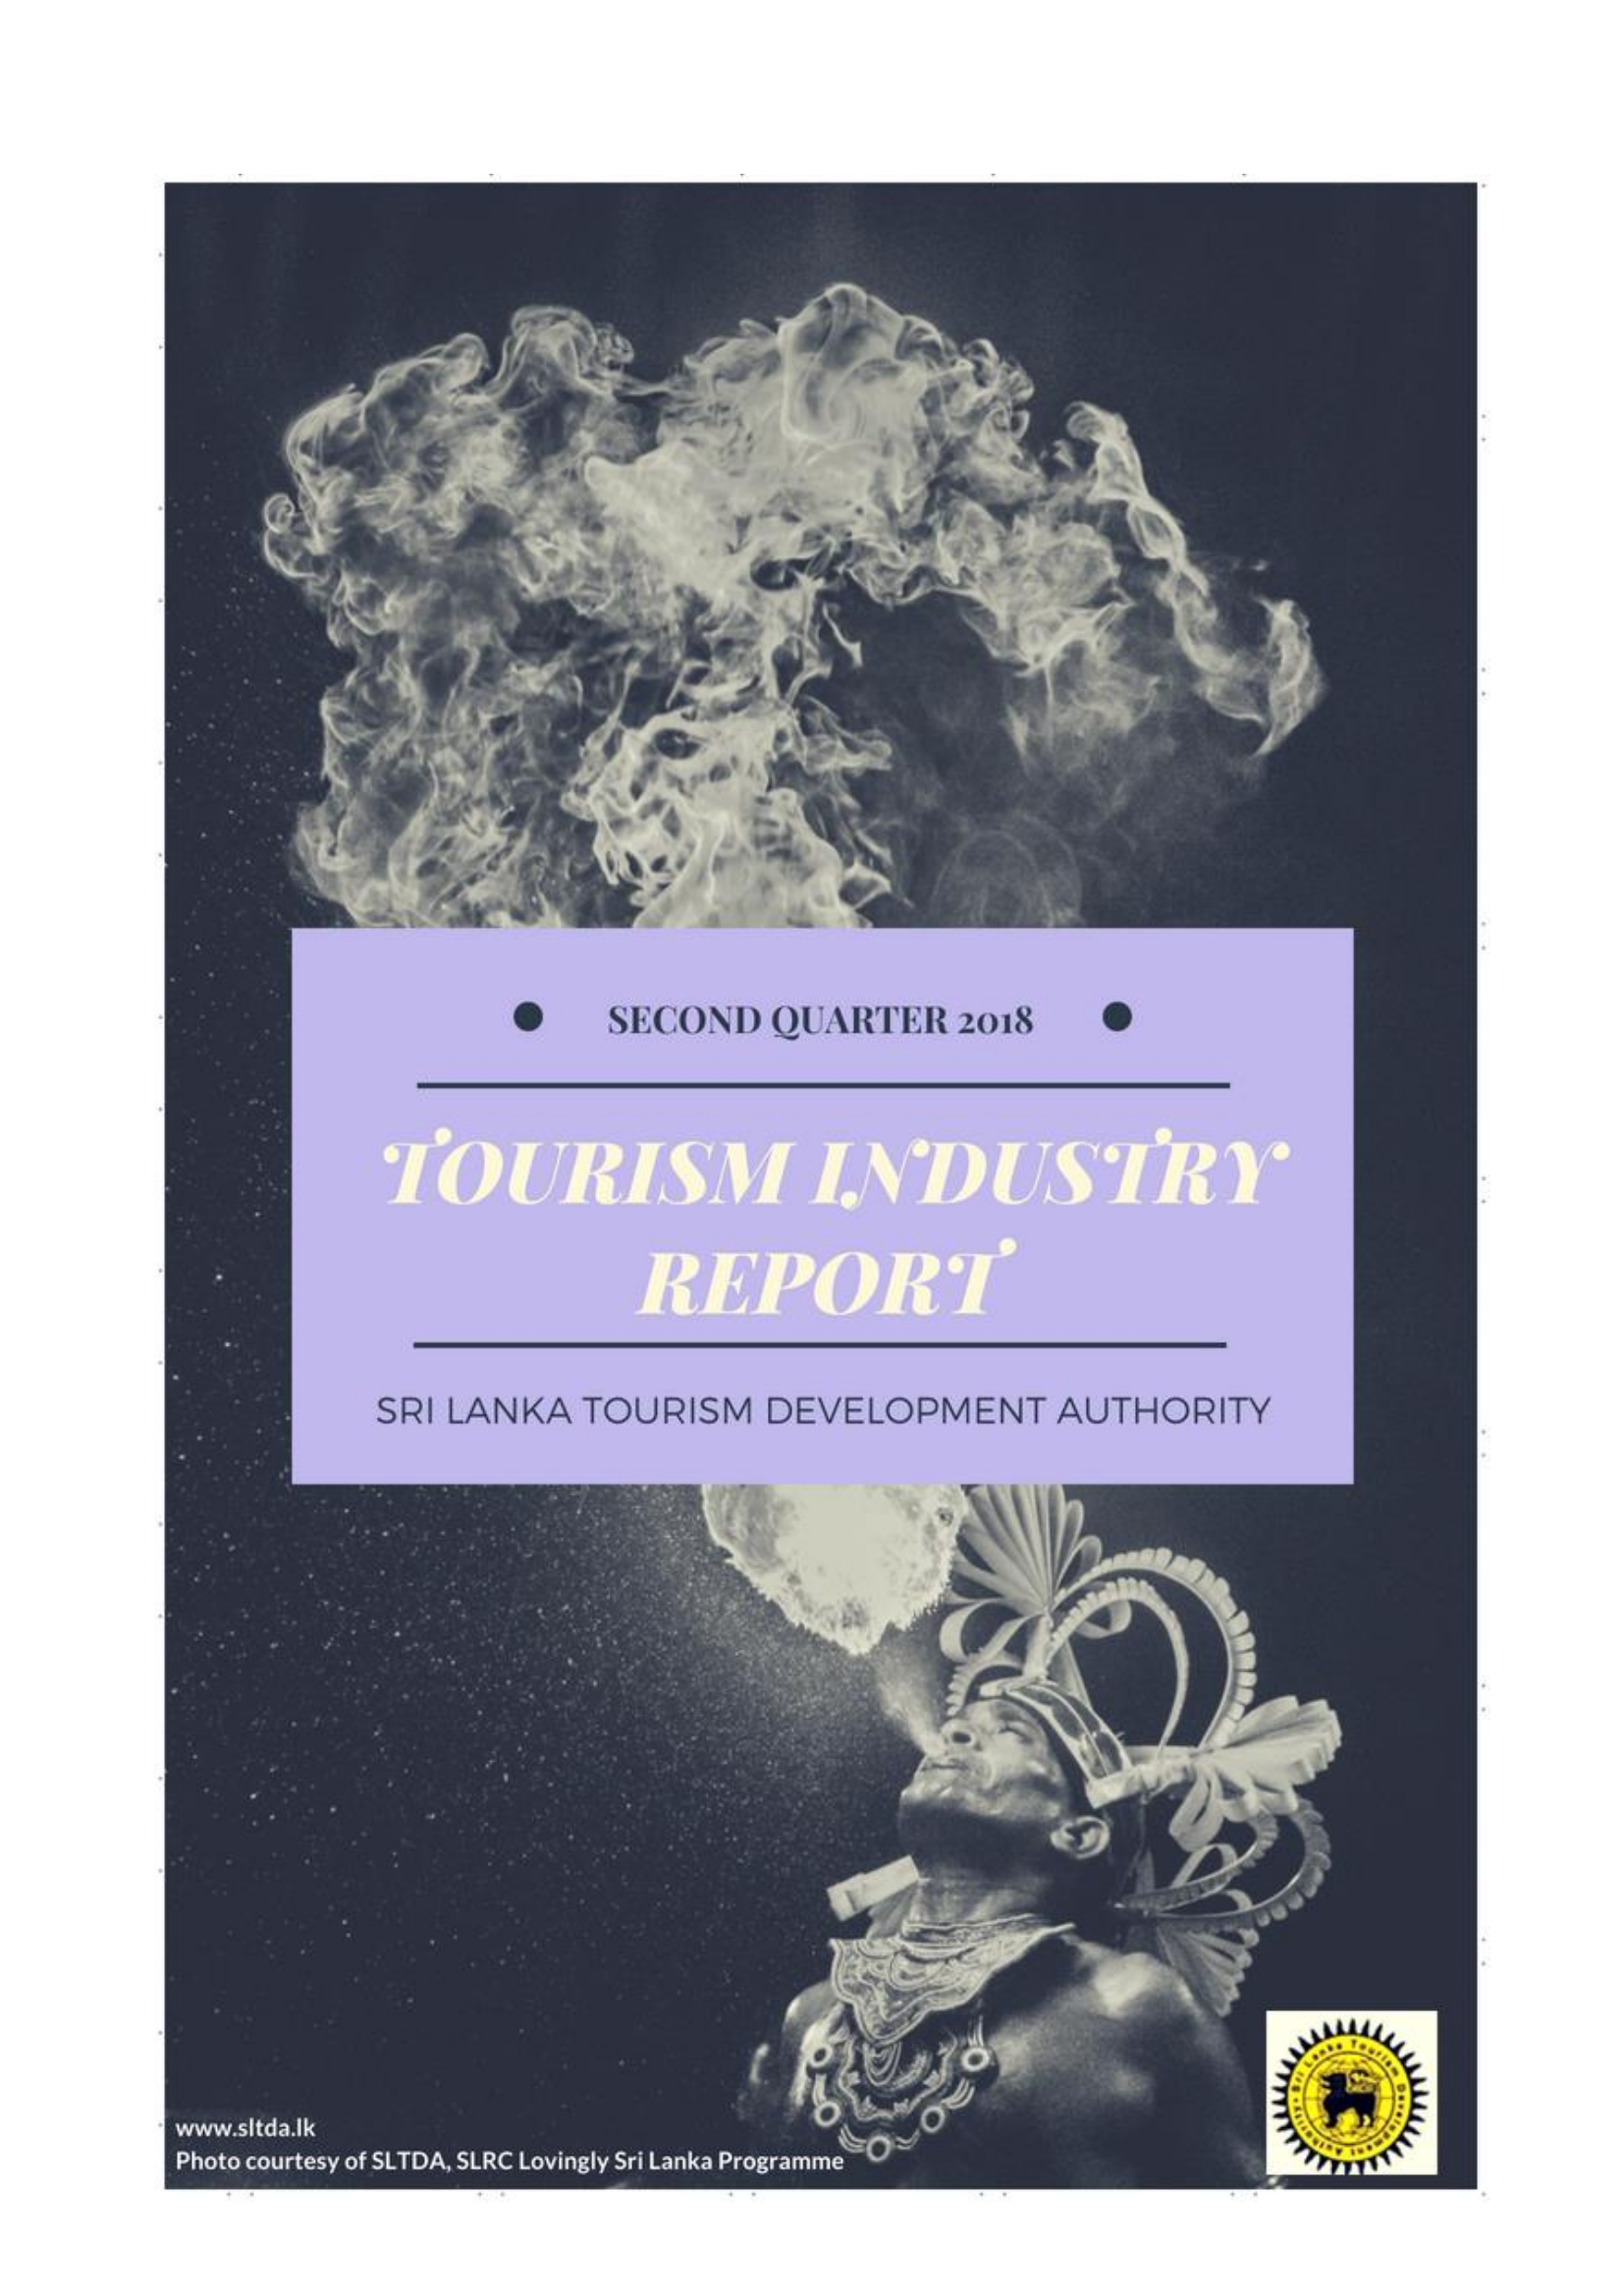 SECOND QUARTER 2018
TOURISM INDUSTRY
REPORT
SRI LANKA TOURISM DEVELOPMENT AUTHORITY
www.sltda.lk
Photo courtesy of SLTDA, SLRC Lovingly Sri Lanka Programme
Sri Lanka Tourism Development Authority